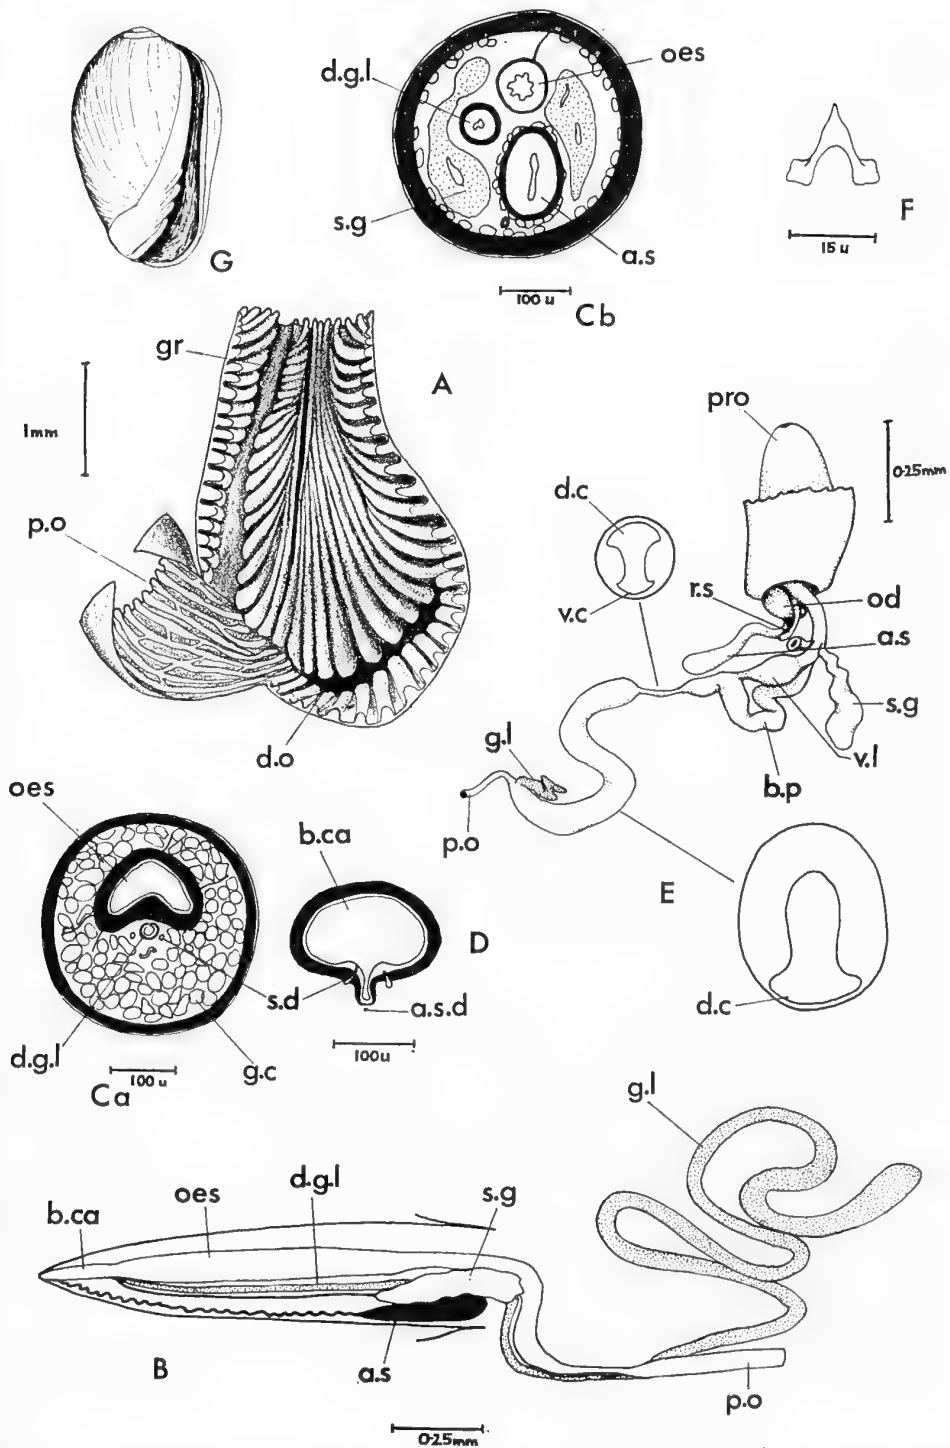 d.g.l
oes
s.g
a.s
G
100 u
Cb
F
15 u
gr
A
1mm
p.o
d.o
pro
0·25mm
d.c
v.c
r.s
od
a.s
s.g
v.l
b.p
g.l
p.o
E
d.c
oes
b.ca
D
s.d
a.s.d
d.g.l
g.c
100 u
100u
Ca
g.l
b.ca
oes
d.g.l
s.g
B
a.s
p.o
0·25mm